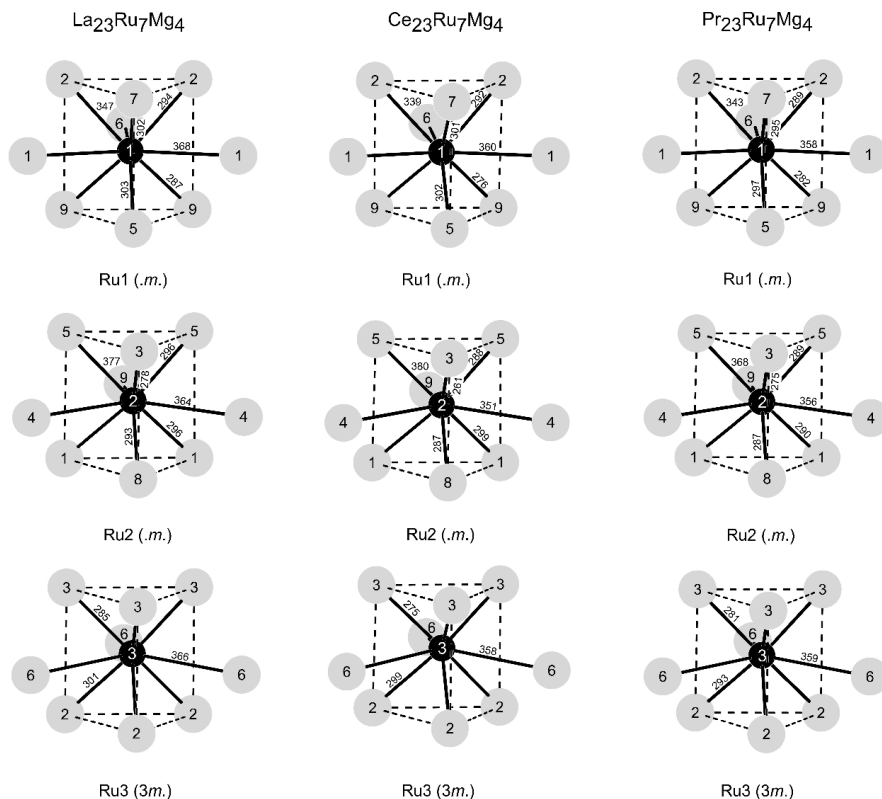 La23Ru7Mg4 Ce23Ru7Mg4 Pr23Ru7Mg4
2 7 2 2 7 2 2 7 2
347 294 339 292 343 289
6 302 6 301 6 295
1 1 368 1 1 1 360 1 1 1 358 1
303 287 302 276 297 282
9 5 9 9 5 9 9 5 9
Ru1 (.m.) Ru1 (.m.) Ru1 (.m.)
5 3 5 5 3 5 5 3 5
377 296 380 288 368 289
9 278 9 261 9 275
4 2 364 4 4 2 351 4 4 2 356 4
293 296 287 299 287 290
1 8 1 1 8 1 1 8 1
Ru2 (.m.) Ru2 (.m.) Ru2 (.m.)
3 3 3 3 3 3 3 3 3
285 275 281
6 6 6
6 3 366 6 6 3 358 6 6 3 359 6
301 299 293
2 2 2 2 2 2 2 2 2
Ru3 (3m.) Ru3 (3m.) Ru3 (3m.)